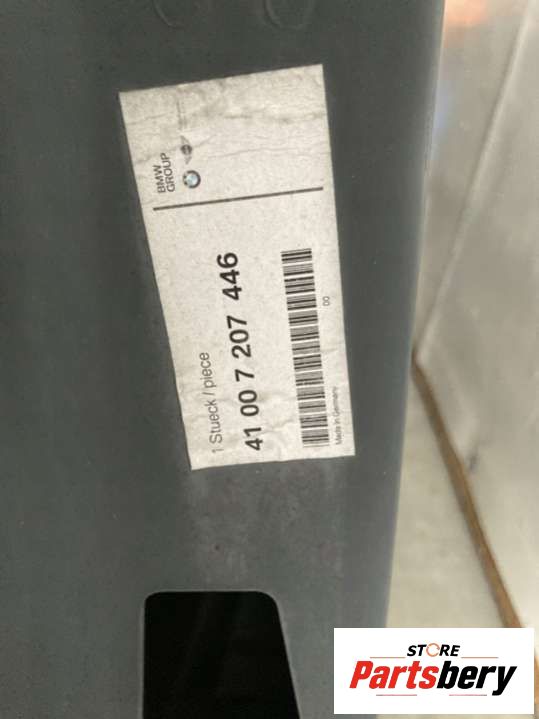 BMW
GROUP
1 Stueck / piece
41 00 7 207 446
00
Made in Germany
STORE
Partsbery